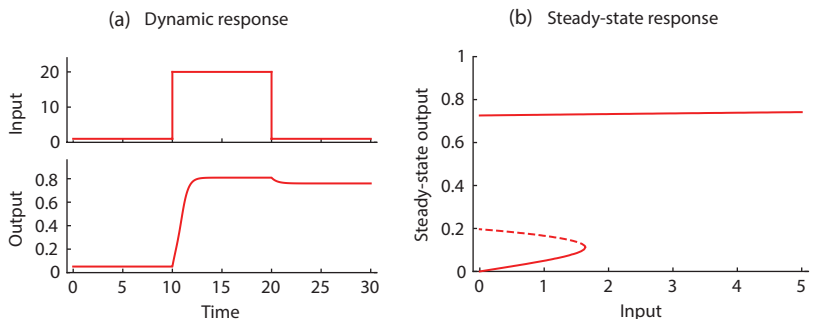 (a) Dynamic response
20
10
0
Input
0.8
0.6
0.4
0.2
0
Output
0 5 10 15 20 25 30
Time
(b) Steady-state response
1
0.8
0.6
0.4
0.2
0
Steady-state output
0 1 2 3 4 5
Input